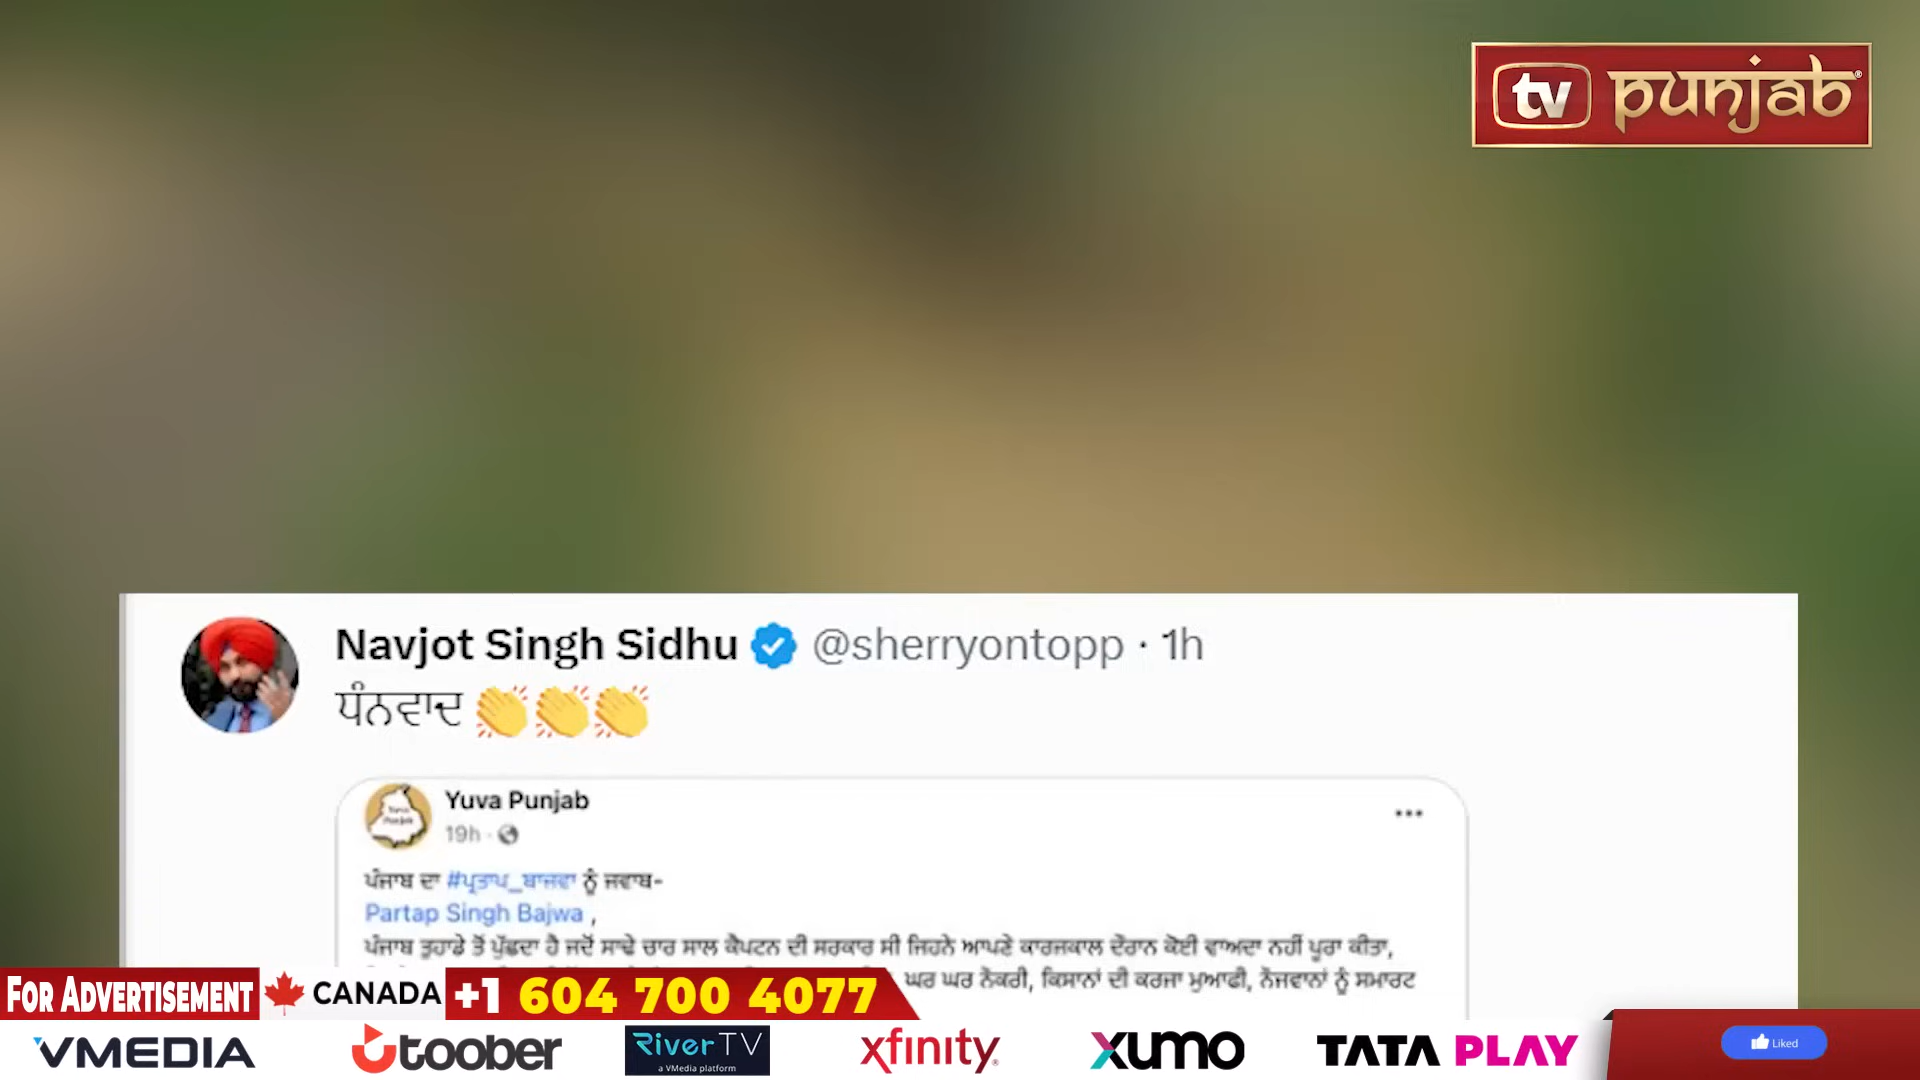 tv punjab
Navjot Singh Sidhu @sherryontopp · 1h
ਧੰਨਵਾਦ 👏👏👏
Yuva Punjab
19h ·
ਪੰਜਾਬ ਦਾ #ਪ੍ਰਤਾਪ_ਬਾਜਵਾ ਨੂੰ ਜਵਾਬ-
Partap Singh Bajwa ,
ਪੰਜਾਬ ਤੁਹਾਡੇ ਤੋਂ ਪੁੱਛਦਾ ਹੈ ਜਦੋਂ ਸਾਢੇ ਚਾਰ ਸਾਲ ਕੈਪਟਨ ਦੀ ਸਰਕਾਰ ਸੀ ਜਿਹਨੇ ਆਪਣੇ ਕਾਰਜਕਾਲ ਦੌਰਾਨ ਕੋਈ ਵਾਅਦਾ ਨਹੀਂ ਪੂਰਾ ਕੀਤਾ,
ਘਰ ਘਰ ਨੌਕਰੀ, ਕਿਸਾਨਾਂ ਦੀ ਕਰਜਾ ਮੁਆਫੀ, ਨੌਜਵਾਨਾਂ ਨੂੰ ਸਮਾਰਟ
FOR ADVERTISEMENT CANADA +1 604 700 4077
VMEDIA toober RiverTV xfinity xumo TATA PLAY Liked
a VMedia platform